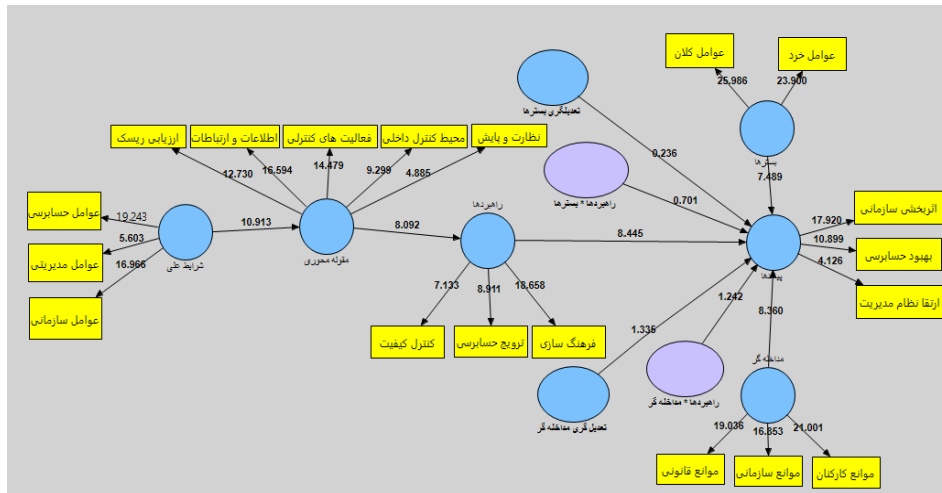 عوامل کلان
عوامل خرد
25.986
23.900
تعدیلگری بسترها
بسترها
7.489
0.236
ارزیابی ریسک
اطلاعات و ارتباطات
فعالیت های کنترلی
محیط کنترل داخلی
نظارت و پایش
12.730
16.594
14.479
9.299
4.885
راهبردها * بسترها
0.701
عوامل حسابرسی
19.243
عوامل مدیریتی
5.603
عوامل سازمانی
16.966
شرایط علی
10.913
مقوله محوری
8.092
راهبردها
8.445
اثربخشی سازمانی
17.920
بهبود حسابرسی
10.899
ارتقا نظام مدیریت
4.126
7.133
8.911
18.658
کنترل کیفیت
ترویج حسابرسی
فرهنگ سازی
1.335
1.242
8.360
تعدیل گری مداخله گر
راهبردها * مداخله گر
مداخله گر
19.036
16.853
21.001
موانع قانونی
موانع سازمانی
موانع کارکنان